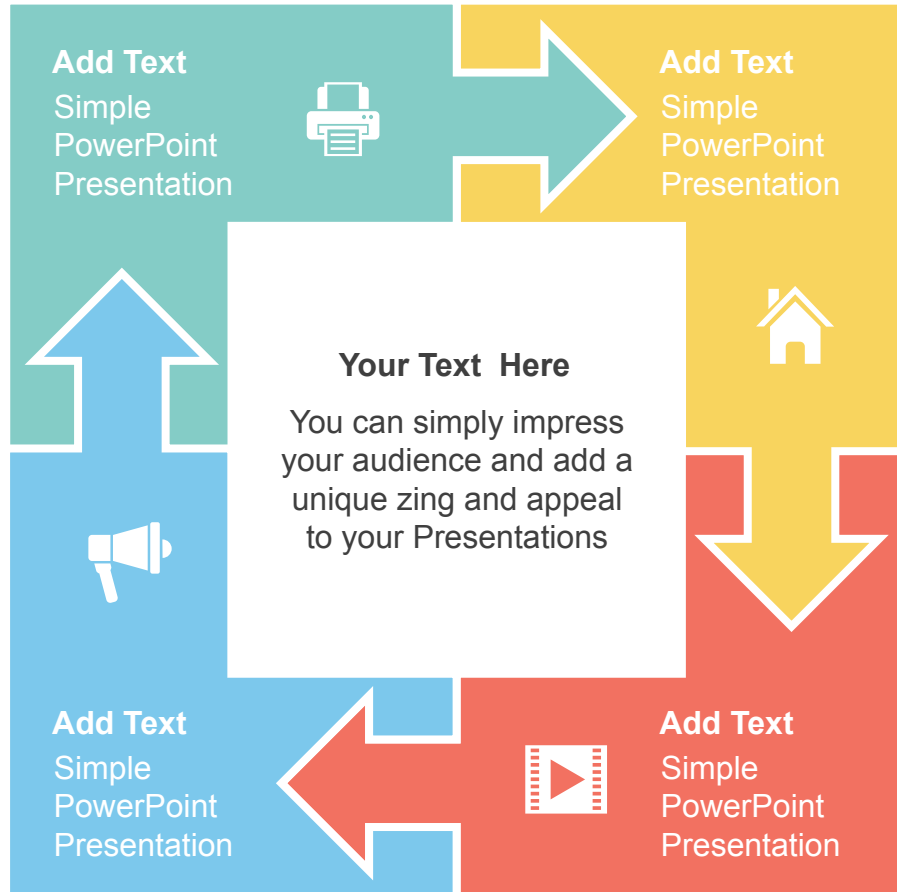 Add Text
Simple
PowerPoint
Presentation
Add Text
Simple
PowerPoint
Presentation
Your Text  Here
You can simply impress
your audience and add a
unique zing and appeal
to your Presentations
Add Text
Simple
PowerPoint
Presentation
Add Text
Simple
PowerPoint
Presentation